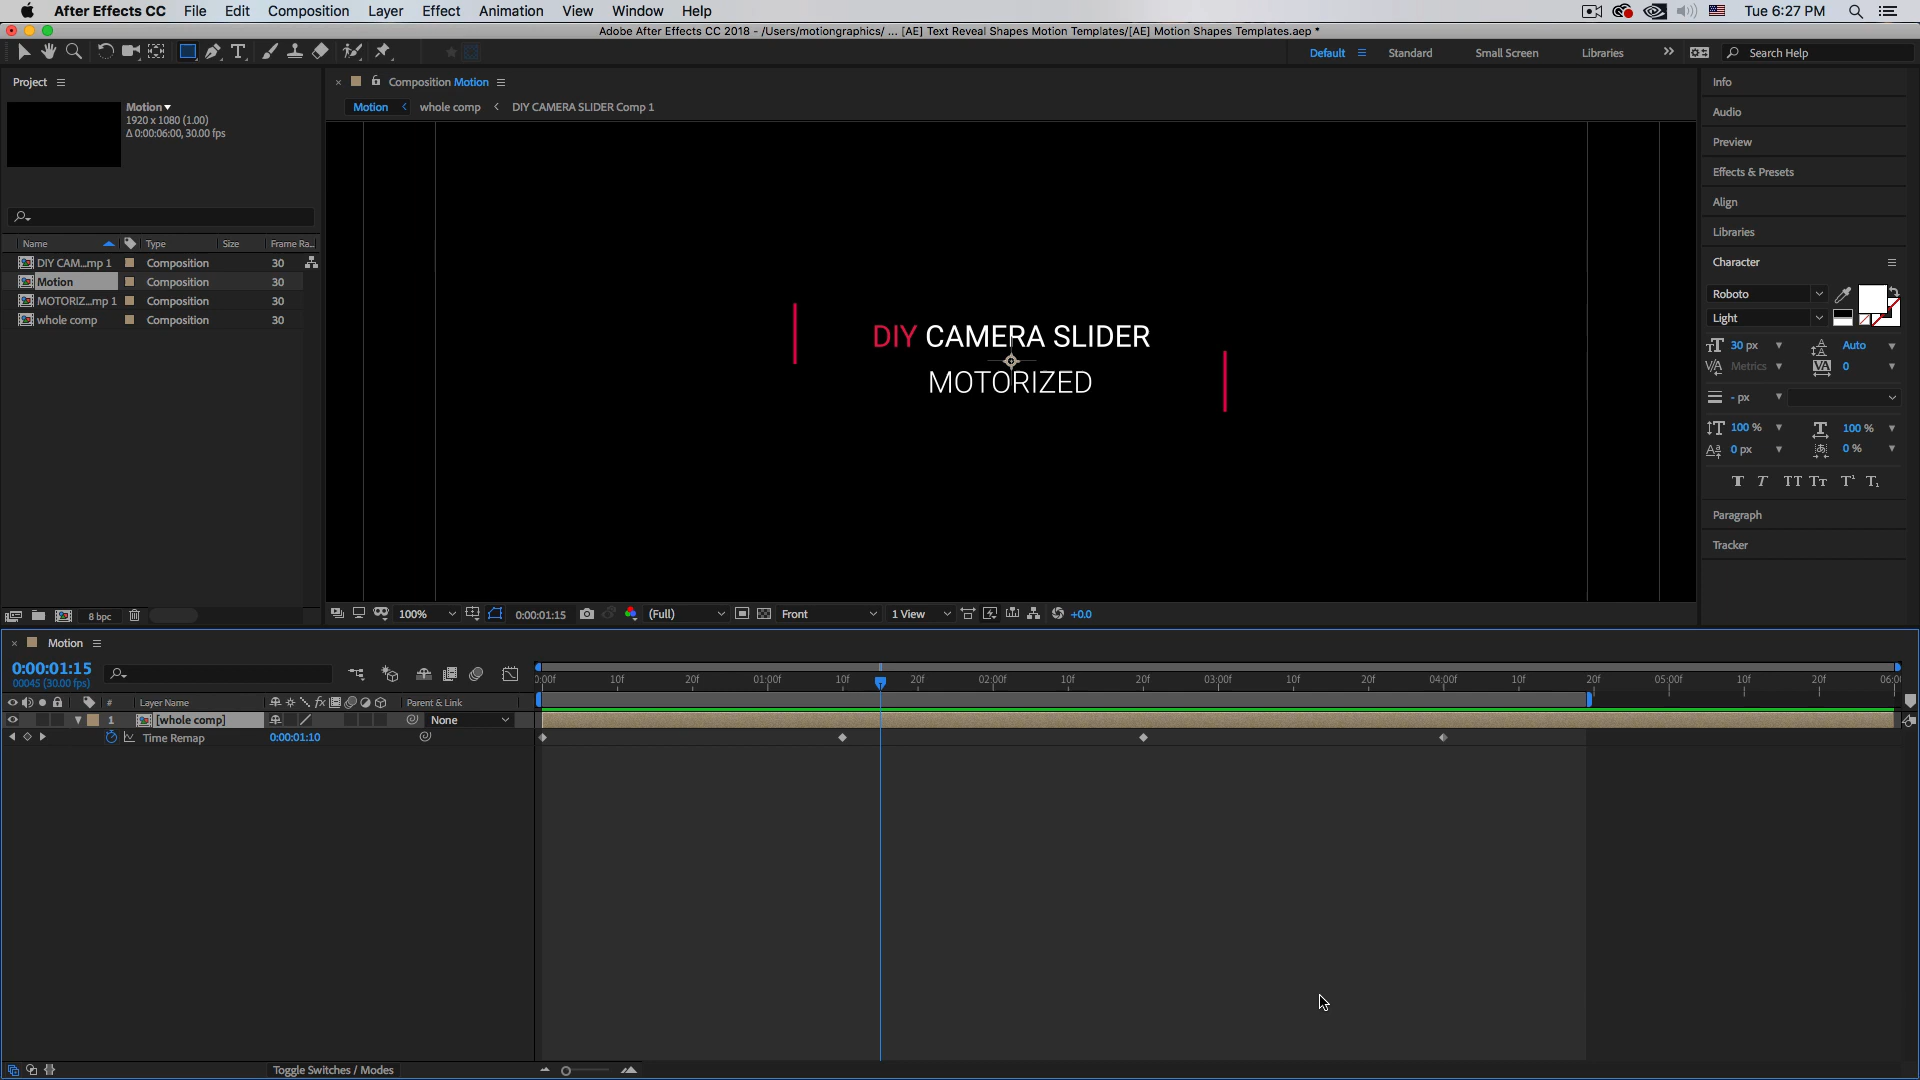 After Effects CC File Edit Composition Layer Effect Animation View Window Help Tue 6:27 PM
Adobe After Effects CC 2018 - /Users/motiongraphics/ ... [AE] Text Reveal Shapes Motion Templates/[AE] Motion Shapes Templates.aep *
Default Standard Small Screen Libraries » Search Help
Project
Motion
1920 x 1080 (1.00)
Δ 0:00:06:00, 30.00 fps
Name Type Size Frame Ra...
DIY CAM...mp 1 Composition 30
Motion Composition 30
MOTORIZ...mp 1 Composition 30
whole comp Composition 30
8 bpc
× Composition Motion
Motion < whole comp < DIY CAMERA SLIDER Comp 1
DIY CAMERA SLIDER
MOTORIZED
100% 0:00:01:15 (Full) Front 1 View +0.0
Info
Audio
Preview
Effects & Presets
Align
Libraries
Character
Roboto
Light
30 px Auto
Metrics 0
- px
100 % 100 %
0 px 0 %
T T TT Tt T¹ T₁
Paragraph
Tracker
× Motion
0:00:01:15
00045 (30.00 fps)
0:00f 10f 20f 01:00f 10f 20f 02:00f 10f 20f 03:00f 10f 20f 04:00f 10f 20f 05:00f 10f 20f 06:0
# Layer Name fx Parent & Link
1 [whole comp] None
Time Remap 0:00:01:10
Toggle Switches / Modes